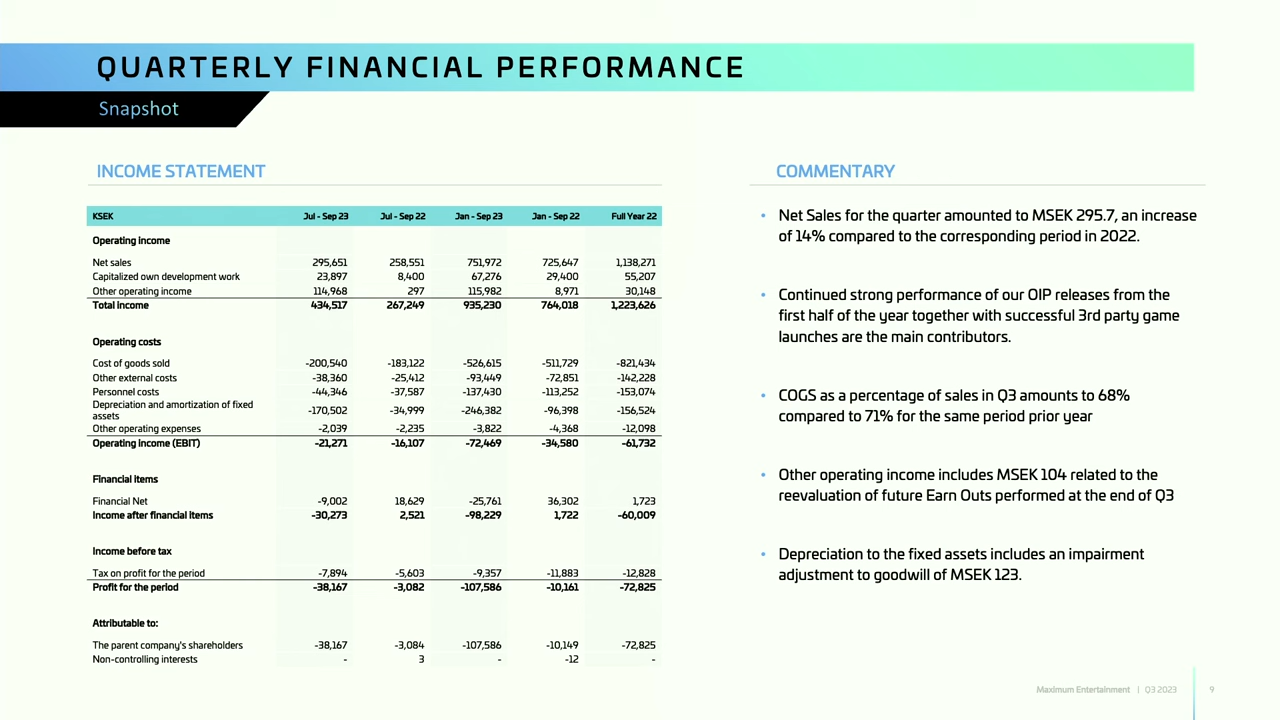 QUARTERLY FINANCIAL PERFORMANCE
Snapshot
INCOME STATEMENT
KSEK Jul - Sep 23 Jul - Sep 22 Jan - Sep 23 Jan - Sep 22 Full Year 22
Operating income
Net sales 295,651 258,551 751,972 725,647 1,138,271
Capitalized own development work 23,897 8,400 67,276 29,400 55,207
Other operating income 114,968 297 115,982 8,971 30,148
Total income 434,517 267,249 935,230 764,018 1,223,626
Operating costs
Cost of goods sold -200,540 -183,122 -526,615 -511,729 -821,434
Other external costs -38,360 -25,412 -93,449 -72,851 -142,228
Personnel costs -44,346 -37,587 -137,430 -113,252 -153,074
Depreciation and amortization of fixed
assets -170,502 -34,999 -246,382 -96,398 -156,524
Other operating expenses -2,039 -2,235 -3,822 -4,368 -12,098
Operating income (EBIT) -21,271 -16,107 -72,469 -34,580 -61,732
Financial items
Financial Net -9,002 18,629 -25,761 36,302 1,723
Income after financial items -30,273 2,521 -98,229 1,722 -60,009
Income before tax
Tax on profit for the period -7,894 -5,603 -9,357 -11,883 -12,828
Profit for the period -38,167 -3,082 -107,586 -10,161 -72,825
Attributable to:
The parent company's shareholders -38,167 -3,084 -107,586 -10,149 -72,825
Non-controlling interests - 3 - -12 -
COMMENTARY
• Net Sales for the quarter amounted to MSEK 295.7, an increase
of 14% compared to the corresponding period in 2022.
• Continued strong performance of our OIP releases from the
first half of the year together with successful 3rd party game
launches are the main contributors.
• COGS as a percentage of sales in Q3 amounts to 68%
compared to 71% for the same period prior year
• Other operating income includes MSEK 104 related to the
reevaluation of future Earn Outs performed at the end of Q3
• Depreciation to the fixed assets includes an impairment
adjustment to goodwill of MSEK 123.
Maximum Entertainment | Q3 2023 9